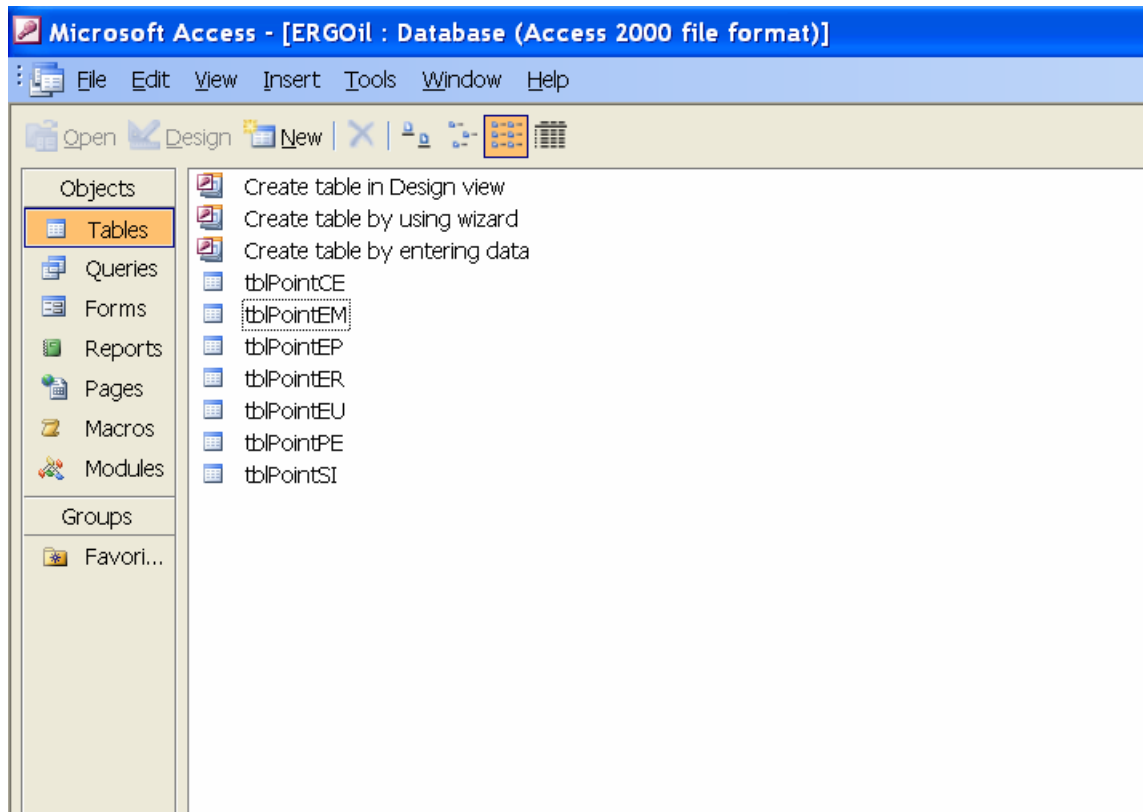 Microsoft Access - [ERGOil : Database (Access 2000 file format)]
File Edit View Insert Tools Window Help
Open Design New
Objects
Tables
Queries
Forms
Reports
Pages
Macros
Modules
Groups
Favori...
Create table in Design view
Create table by using wizard
Create table by entering data
tblPointCE
tblPointEM
tblPointEP
tblPointER
tblPointEU
tblPointPE
tblPointSI